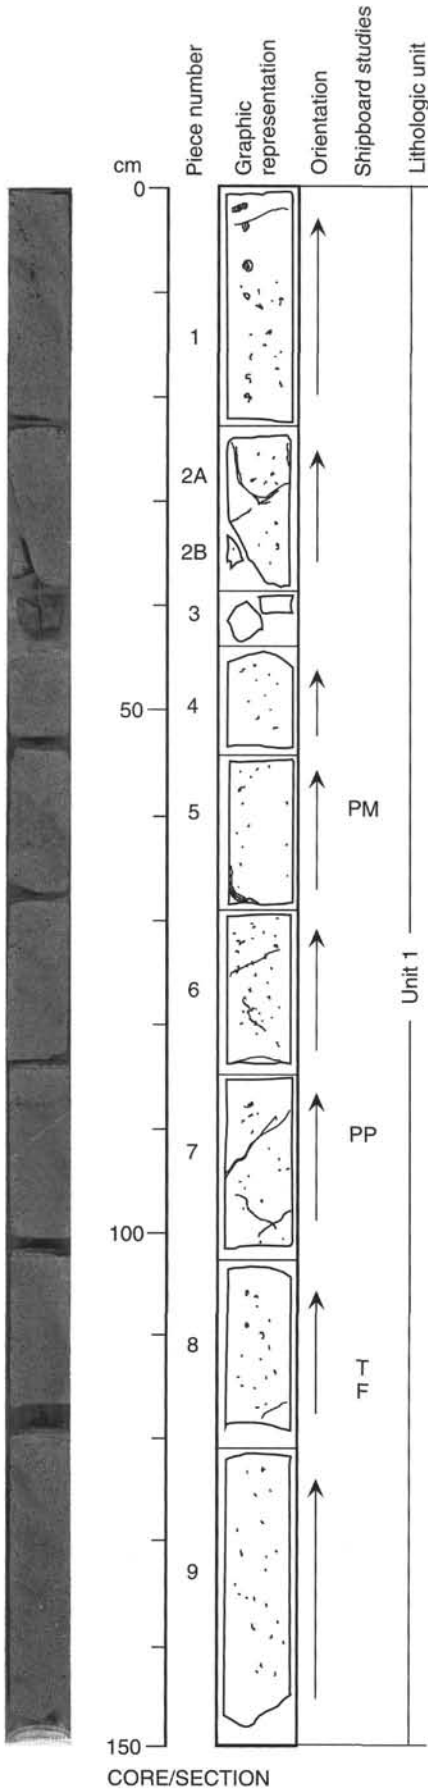 cm
Piece number
Graphic
representation
Orientation
Shipboard studies
Lithologic unit
0
1
2A
2B
3
4
50
5
PM
6
Unit 1
7
PP
100
8
T
F
9
150
CORE/SECTION